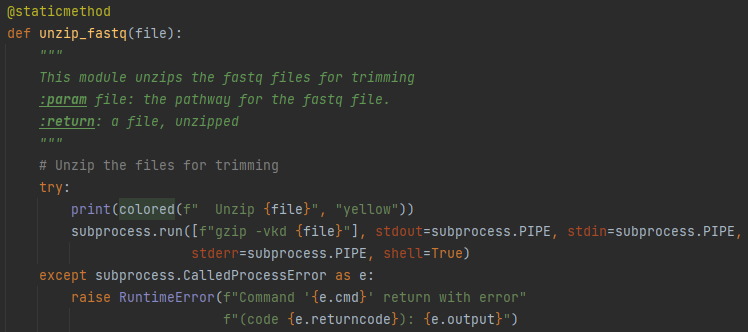 @staticmethod
def unzip_fastq(file):
    """
    This module unzips the fastq files for trimming
    :param file: the pathway for the fastq file.
    :return: a file, unzipped
    """
    # Unzip the files for trimming
    try:
        print(colored(f"  Unzip {file}", "yellow"))
        subprocess.run([f"gzip -vkd {file}"], stdout=subprocess.PIPE, stdin=subprocess.PIPE,
                       stderr=subprocess.PIPE, shell=True)
    except subprocess.CalledProcessError as e:
        raise RuntimeError(f"Command '{e.cmd}' return with error"
                           f"(code {e.returncode}): {e.output}")